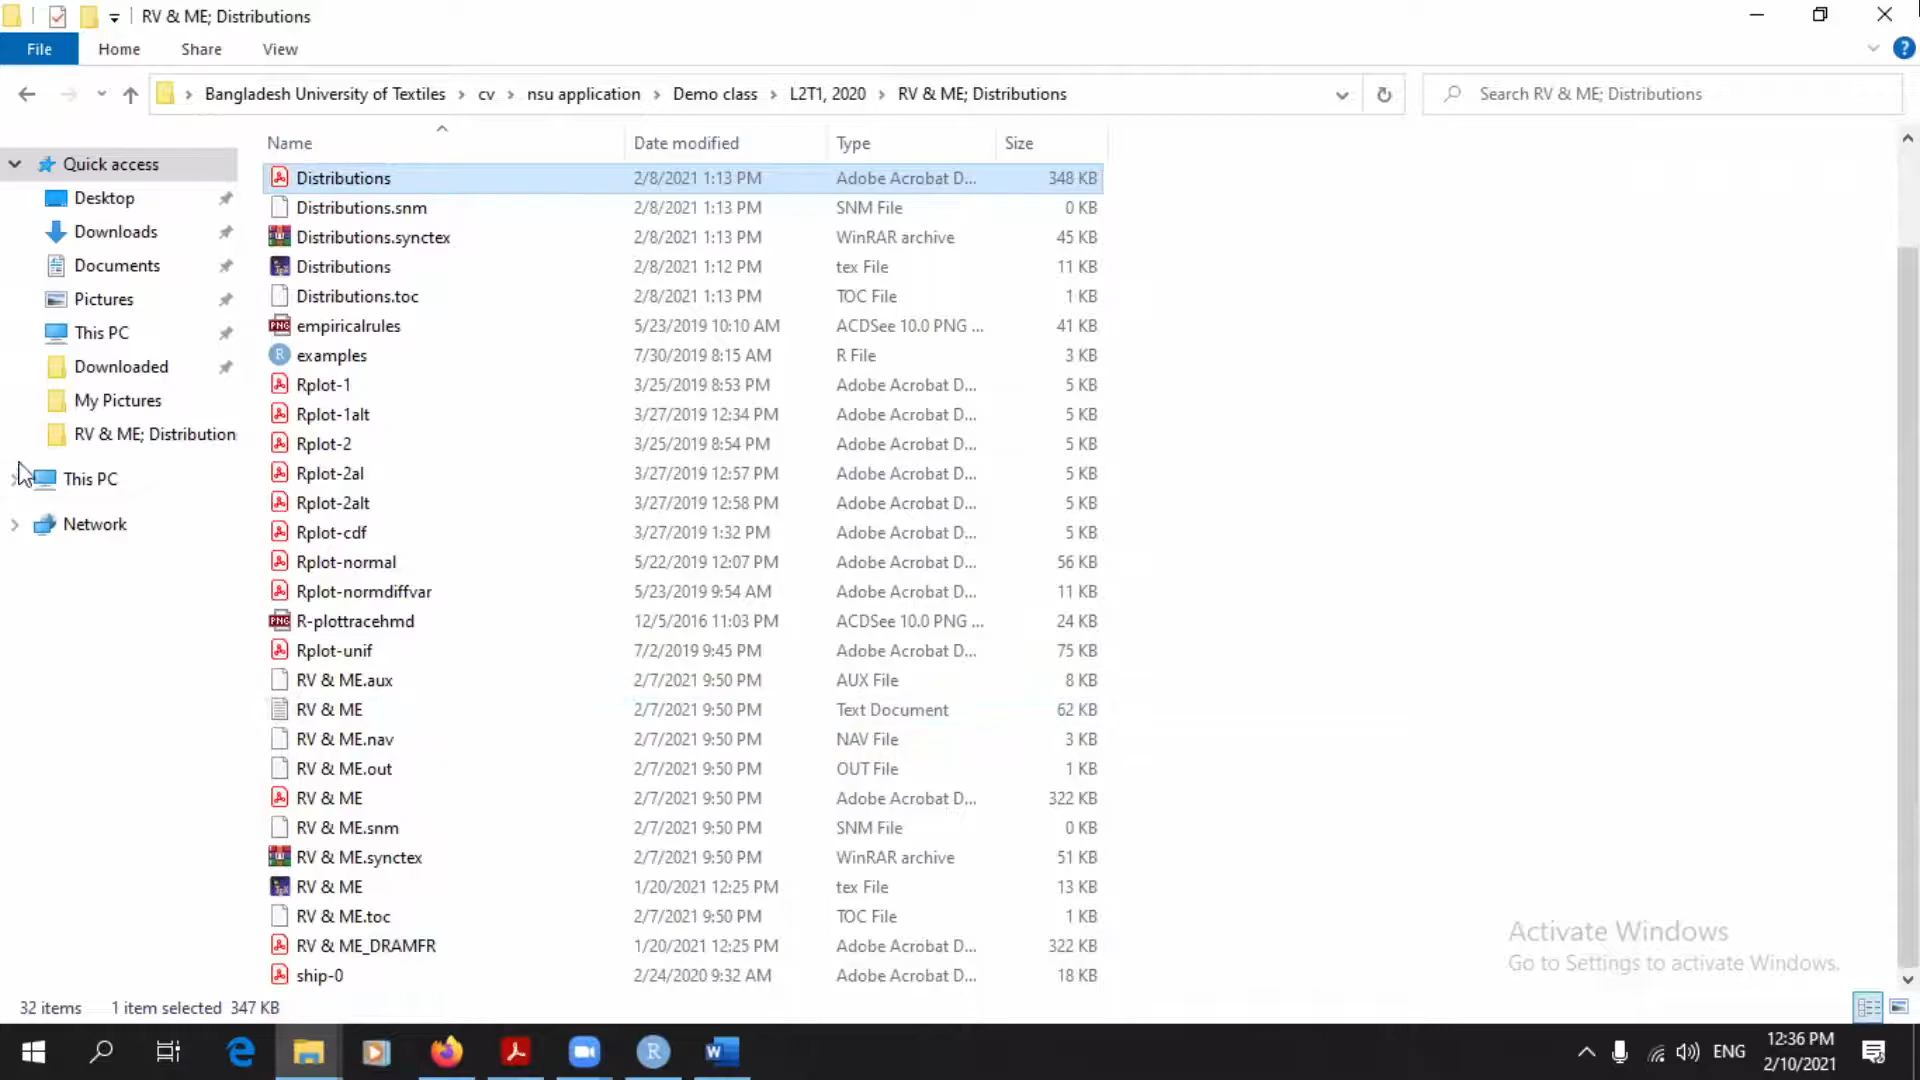 RV & ME; Distributions
File Home Share View
Bangladesh University of Textiles cv nsu application Demo class L2T1, 2020 RV & ME; Distributions Search RV & ME; Distributions
Name Date modified Type Size
Quick access
Desktop
Downloads
Documents
Pictures
This PC
Downloaded
My Pictures
RV & ME; Distribution
This PC
Network
Distributions 2/8/2021 1:13 PM Adobe Acrobat D... 348 KB
Distributions.snm 2/8/2021 1:13 PM SNM File 0 KB
Distributions.synctex 2/8/2021 1:13 PM WinRAR archive 45 KB
Distributions 2/8/2021 1:12 PM tex File 11 KB
Distributions.toc 2/8/2021 1:13 PM TOC File 1 KB
empiricalrules 5/23/2019 10:10 AM ACDSee 10.0 PNG ... 41 KB
examples 7/30/2019 8:15 AM R File 3 KB
Rplot-1 3/25/2019 8:53 PM Adobe Acrobat D... 5 KB
Rplot-1alt 3/27/2019 12:34 PM Adobe Acrobat D... 5 KB
Rplot-2 3/25/2019 8:54 PM Adobe Acrobat D... 5 KB
Rplot-2al 3/27/2019 12:57 PM Adobe Acrobat D... 5 KB
Rplot-2alt 3/27/2019 12:58 PM Adobe Acrobat D... 5 KB
Rplot-cdf 3/27/2019 1:32 PM Adobe Acrobat D... 5 KB
Rplot-normal 5/22/2019 12:07 PM Adobe Acrobat D... 56 KB
Rplot-normdiffvar 5/23/2019 9:54 AM Adobe Acrobat D... 11 KB
R-plottracehmd 12/5/2016 11:03 PM ACDSee 10.0 PNG ... 24 KB
Rplot-unif 7/2/2019 9:45 PM Adobe Acrobat D... 75 KB
RV & ME.aux 2/7/2021 9:50 PM AUX File 8 KB
RV & ME 2/7/2021 9:50 PM Text Document 62 KB
RV & ME.nav 2/7/2021 9:50 PM NAV File 3 KB
RV & ME.out 2/7/2021 9:50 PM OUT File 1 KB
RV & ME 2/7/2021 9:50 PM Adobe Acrobat D... 322 KB
RV & ME.snm 2/7/2021 9:50 PM SNM File 0 KB
RV & ME.synctex 2/7/2021 9:50 PM WinRAR archive 51 KB
RV & ME 1/20/2021 12:25 PM tex File 13 KB
RV & ME.toc 2/7/2021 9:50 PM TOC File 1 KB
RV & ME_DRAMFR 1/20/2021 12:25 PM Adobe Acrobat D... 322 KB
ship-0 2/24/2020 9:32 AM Adobe Acrobat D... 18 KB
Activate Windows
Go to Settings to activate Windows.
32 items 1 item selected 347 KB
ENG 12:36 PM
2/10/2021